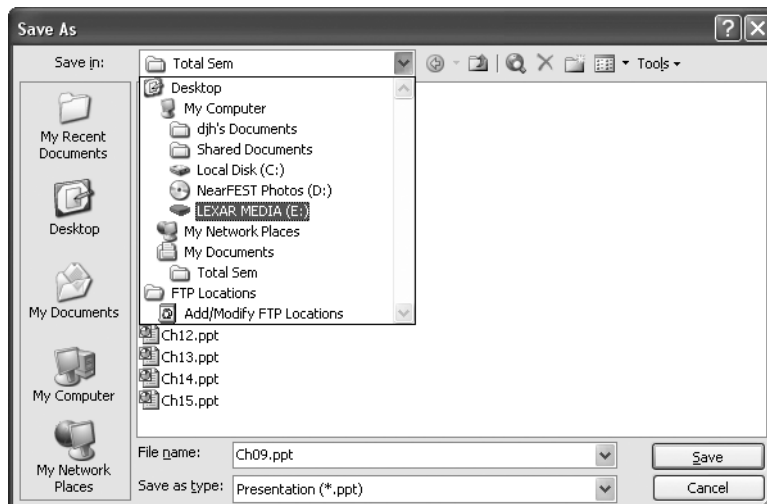 Save As
Save in:
Total Sem
Tools
Desktop
My Computer
djh's Documents
Shared Documents
Local Disk (C:)
NearFEST Photos (D:)
LEXAR MEDIA (E:)
My Network Places
My Documents
Total Sem
FTP Locations
Add/Modify FTP Locations
My Recent
Documents
Desktop
My Documents
My Computer
My Network
Places
Ch12.ppt
Ch13.ppt
Ch14.ppt
Ch15.ppt
File name:
Ch09.ppt
Save
Save as type:
Presentation (*.ppt)
Cancel